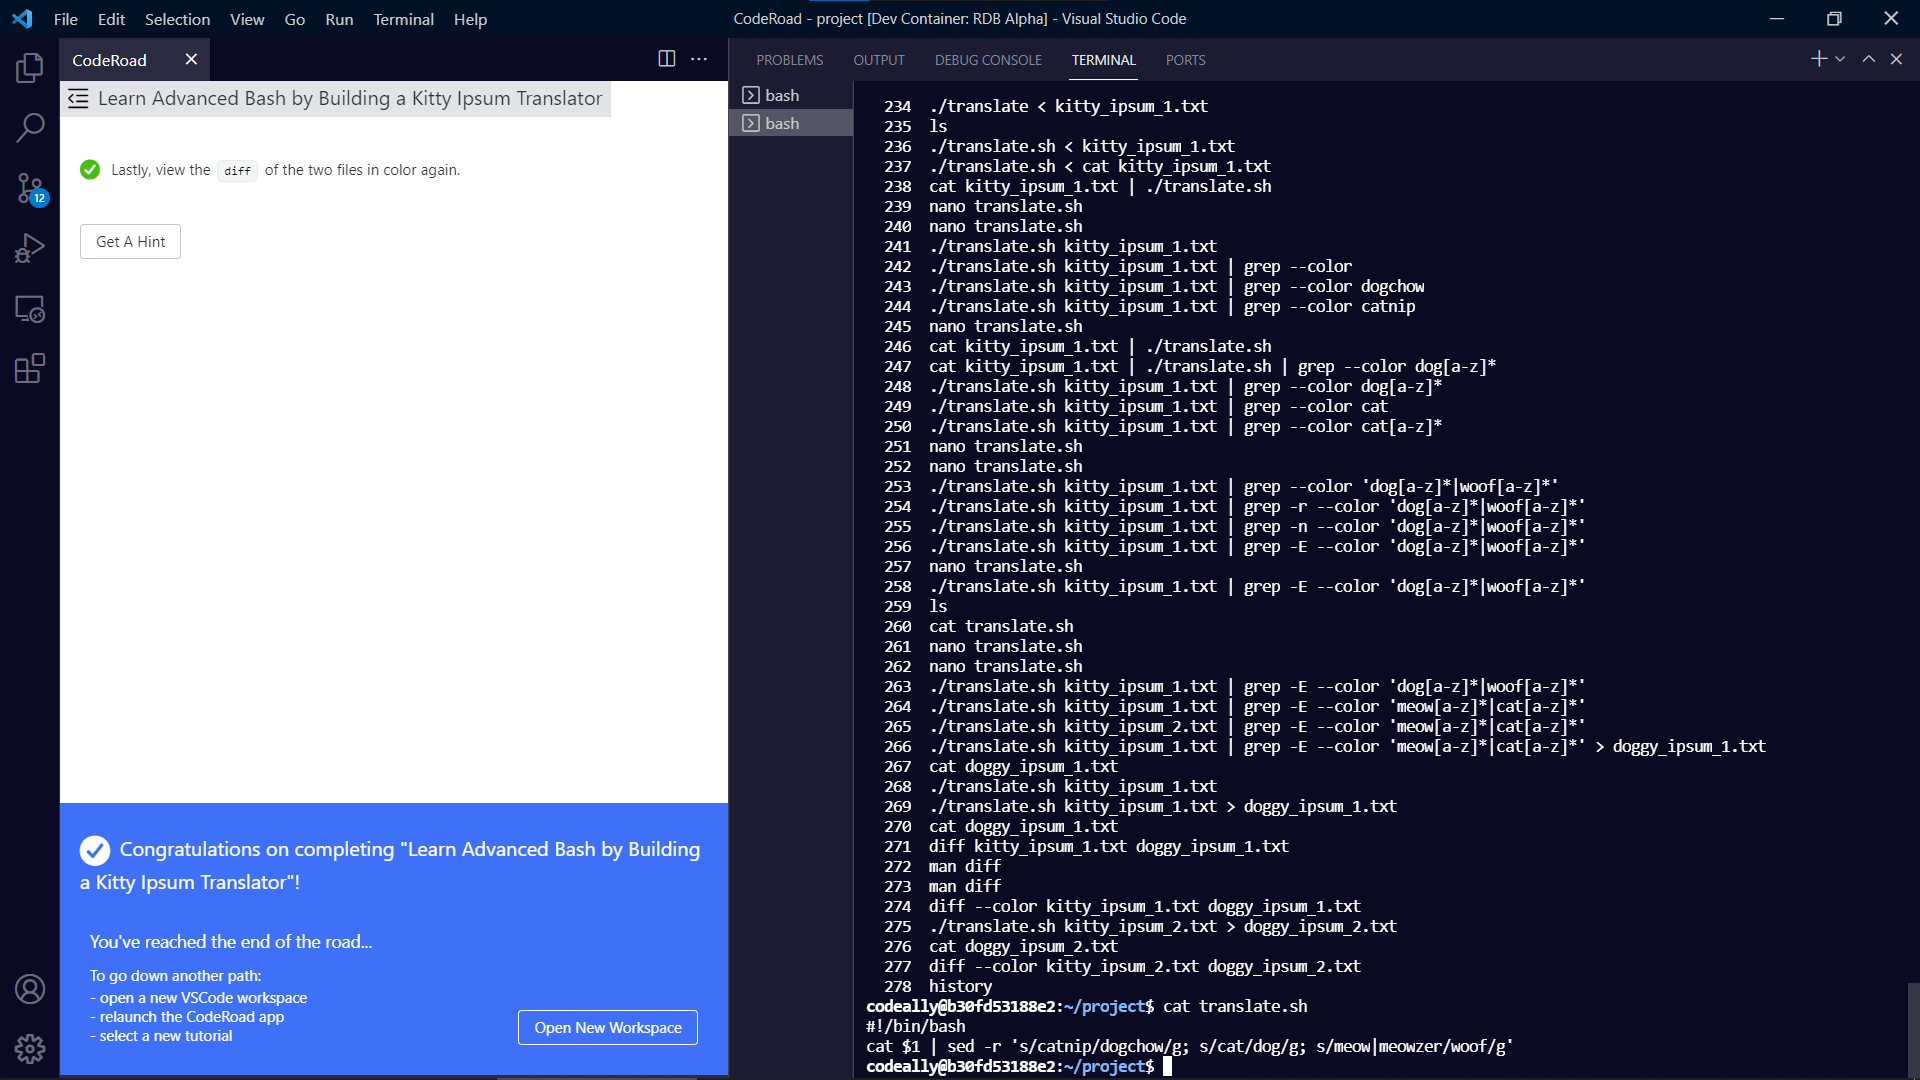 File Edit Selection View Go Run Terminal Help
CodeRoad - project [Dev Container: RDB Alpha] - Visual Studio Code
CodeRoad
PROBLEMS OUTPUT DEBUG CONSOLE TERMINAL PORTS
Learn Advanced Bash by Building a Kitty Ipsum Translator
Lastly, view the diff of the two files in color again.
Get A Hint
12
Congratulations on completing "Learn Advanced Bash by Building
a Kitty Ipsum Translator"!
You've reached the end of the road...
To go down another path:
- open a new VSCode workspace
- relaunch the CodeRoad app
- select a new tutorial
Open New Workspace
bash
bash
234 ./translate < kitty_ipsum_1.txt
235 ls
236 ./translate.sh < kitty_ipsum_1.txt
237 ./translate.sh < cat kitty_ipsum_1.txt
238 cat kitty_ipsum_1.txt | ./translate.sh
239 nano translate.sh
240 nano translate.sh
241 ./translate.sh kitty_ipsum_1.txt
242 ./translate.sh kitty_ipsum_1.txt | grep --color
243 ./translate.sh kitty_ipsum_1.txt | grep --color dogchow
244 ./translate.sh kitty_ipsum_1.txt | grep --color catnip
245 nano translate.sh
246 cat kitty_ipsum_1.txt | ./translate.sh
247 cat kitty_ipsum_1.txt | ./translate.sh | grep --color dog[a-z]*
248 ./translate.sh kitty_ipsum_1.txt | grep --color dog[a-z]*
249 ./translate.sh kitty_ipsum_1.txt | grep --color cat
250 ./translate.sh kitty_ipsum_1.txt | grep --color cat[a-z]*
251 nano translate.sh
252 nano translate.sh
253 ./translate.sh kitty_ipsum_1.txt | grep --color 'dog[a-z]*|woof[a-z]*'
254 ./translate.sh kitty_ipsum_1.txt | grep -r --color 'dog[a-z]*|woof[a-z]*'
255 ./translate.sh kitty_ipsum_1.txt | grep -n --color 'dog[a-z]*|woof[a-z]*'
256 ./translate.sh kitty_ipsum_1.txt | grep -E --color 'dog[a-z]*|woof[a-z]*'
257 nano translate.sh
258 ./translate.sh kitty_ipsum_1.txt | grep -E --color 'dog[a-z]*|woof[a-z]*'
259 ls
260 cat translate.sh
261 nano translate.sh
262 nano translate.sh
263 ./translate.sh kitty_ipsum_1.txt | grep -E --color 'dog[a-z]*|woof[a-z]*'
264 ./translate.sh kitty_ipsum_1.txt | grep -E --color 'meow[a-z]*|cat[a-z]*'
265 ./translate.sh kitty_ipsum_2.txt | grep -E --color 'meow[a-z]*|cat[a-z]*'
266 ./translate.sh kitty_ipsum_1.txt | grep -E --color 'meow[a-z]*|cat[a-z]*' > doggy_ipsum_1.txt
267 cat doggy_ipsum_1.txt
268 ./translate.sh kitty_ipsum_1.txt
269 ./translate.sh kitty_ipsum_1.txt > doggy_ipsum_1.txt
270 cat doggy_ipsum_1.txt
271 diff kitty_ipsum_1.txt doggy_ipsum_1.txt
272 man diff
273 man diff
274 diff --color kitty_ipsum_1.txt doggy_ipsum_1.txt
275 ./translate.sh kitty_ipsum_2.txt > doggy_ipsum_2.txt
276 cat doggy_ipsum_2.txt
277 diff --color kitty_ipsum_2.txt doggy_ipsum_2.txt
278 history
codeally@b30fd53188e2:~/project$ cat translate.sh
#!/bin/bash
cat $1 | sed -r 's/catnip/dogchow/g; s/cat/dog/g; s/meow|meowzer/woof/g'
codeally@b30fd53188e2:~/project$